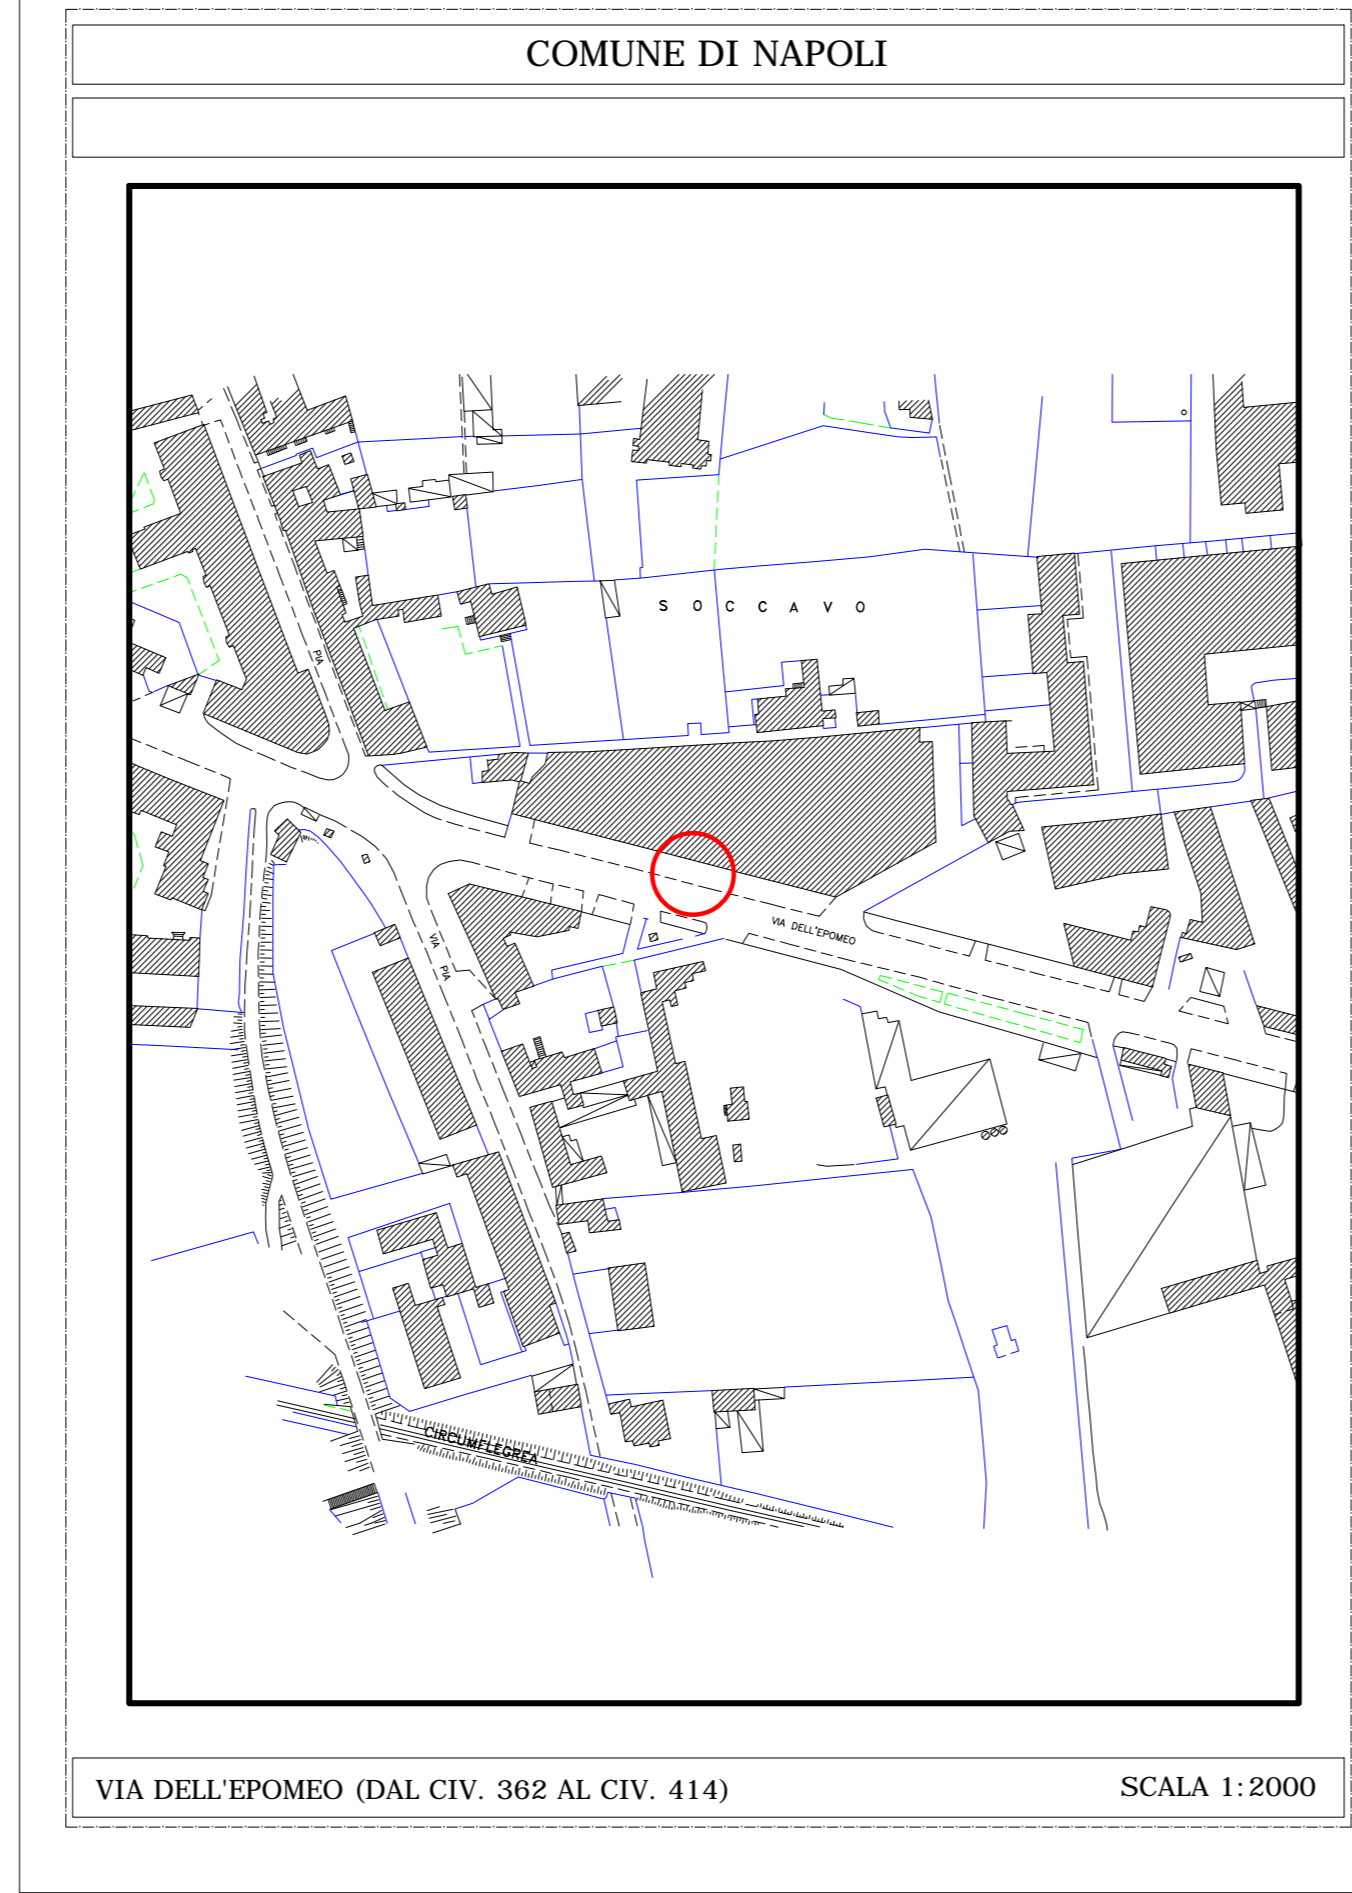 COMUNE DI NAPOLI
SOCCAVO
PIA
VIA DELL'EPOMEO
VIA PIA
CIRCUMFLEGREA
VIA DELL'EPOMEO (DAL CIV. 362 AL CIV. 414)
SCALA 1:2000